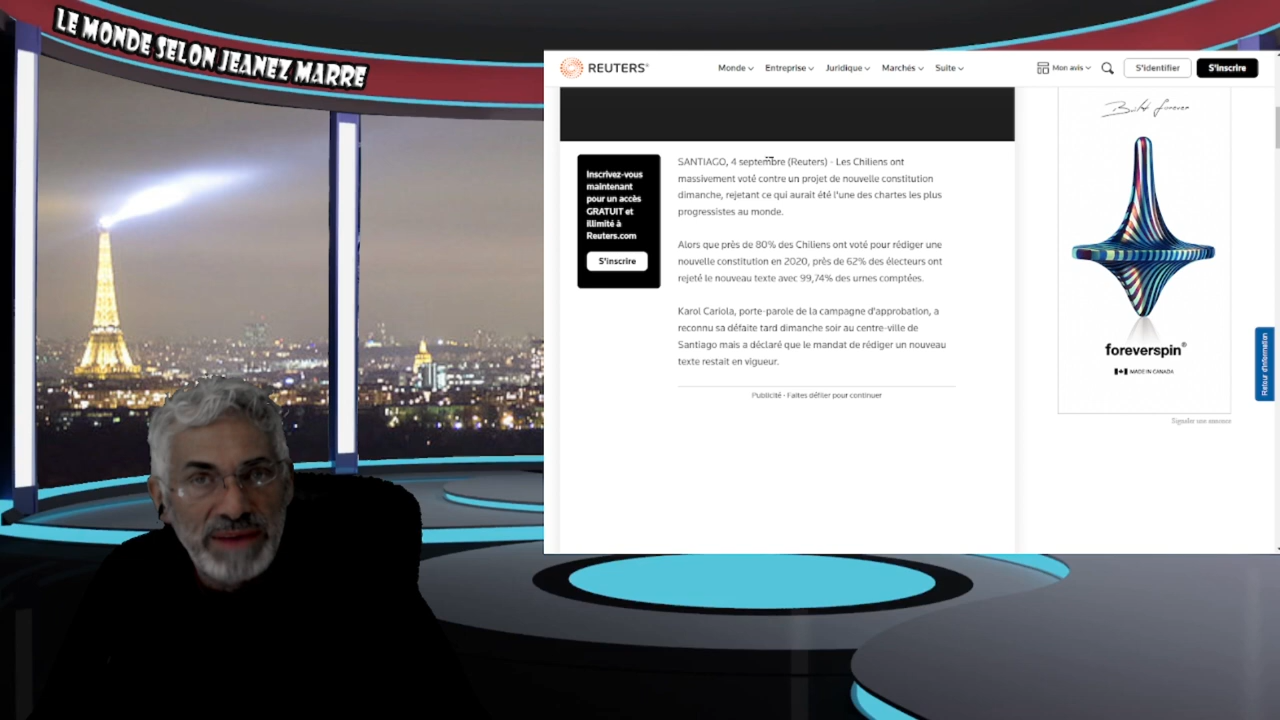 LE MONDE SELON JEANEZ MARRE
REUTERS®
Monde
Entreprise
Juridique
Marchés
Suite
Mon avis
S'identifier
S'inscrire
Inscrivez-vous
maintenant
pour un accès
GRATUIT et
illimité à
Reuters.com
S'inscrire
SANTIAGO, 4 septembre (Reuters) - Les Chiliens ont
massivement voté contre un projet de nouvelle constitution
dimanche, rejetant ce qui aurait été l'une des chartes les plus
progressistes au monde.
Alors que près de 80% des Chiliens ont voté pour rédiger une
nouvelle constitution en 2020, près de 62% des électeurs ont
rejeté le nouveau texte avec 99,74% des urnes comptées.
Karol Cariola, porte-parole de la campagne d'approbation, a
reconnu sa défaite tard dimanche soir au centre-ville de
Santiago mais a déclaré que le mandat de rédiger un nouveau
texte restait en vigueur.
Publicité · Faites défiler pour continuer
Built forever
foreverspin®
MADE IN CANADA
Signaler une annonce
Retour d'information